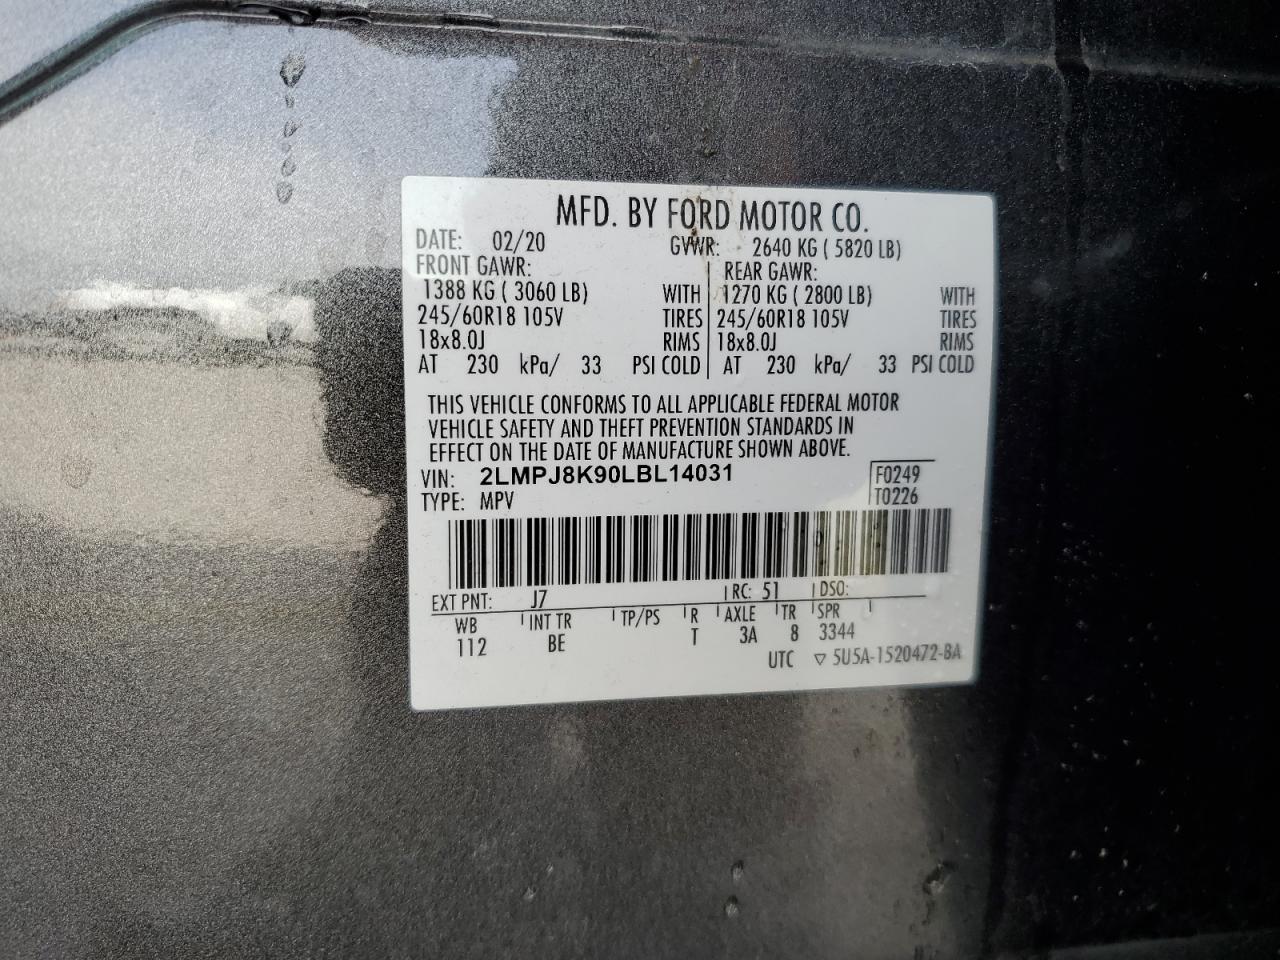 MFD. BY FORD MOTOR CO.
DATE: 02/20 GVWR: 2640 KG ( 5820 LB)
FRONT GAWR: REAR GAWR:
1388 KG ( 3060 LB) WITH 1270 KG ( 2800 LB) WITH
245/60R18 105V TIRES 245/60R18 105V TIRES
18x8.0J RIMS 18x8.0J RIMS
AT 230 kPa/ 33 PSI COLD AT 230 kPa/ 33 PSI COLD
THIS VEHICLE CONFORMS TO ALL APPLICABLE FEDERAL MOTOR
VEHICLE SAFETY AND THEFT PREVENTION STANDARDS IN
EFFECT ON THE DATE OF MANUFACTURE SHOWN ABOVE.
VIN: 2LMPJ8K90LBL14031 F0249
TYPE: MPV T0226
EXT PNT: J7 RC: 51 DSO:
WB INT TR TP/PS R AXLE TR SPR
112 BE T 3A 8 3344
UTC ▽ 5U5A-1520472-BA